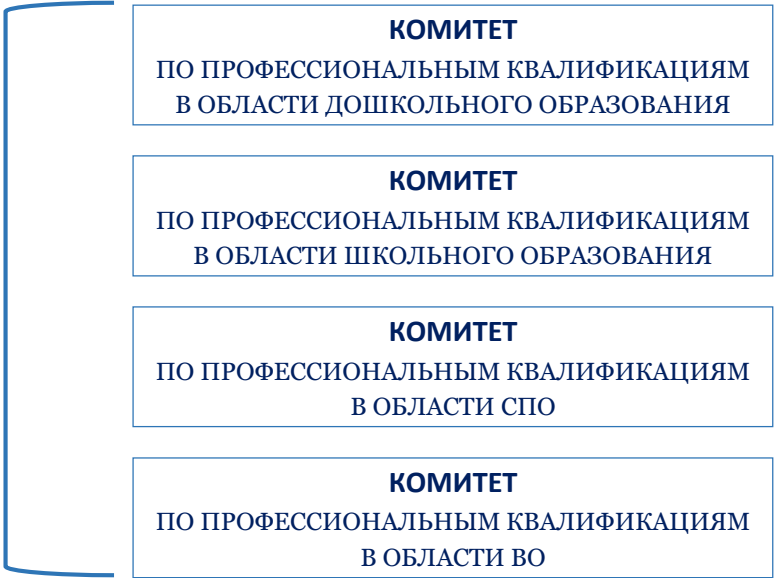 КОМИТЕТ
ПО ПРОФЕССИОНАЛЬНЫМ КВАЛИФИКАЦИЯМ
В ОБЛАСТИ ДОШКОЛЬНОГО ОБРАЗОВАНИЯ
КОМИТЕТ
ПО ПРОФЕССИОНАЛЬНЫМ КВАЛИФИКАЦИЯМ
В ОБЛАСТИ ШКОЛЬНОГО ОБРАЗОВАНИЯ
КОМИТЕТ
ПО ПРОФЕССИОНАЛЬНЫМ КВАЛИФИКАЦИЯМ
В ОБЛАСТИ СПО
КОМИТЕТ
ПО ПРОФЕССИОНАЛЬНЫМ КВАЛИФИКАЦИЯМ
В ОБЛАСТИ ВО